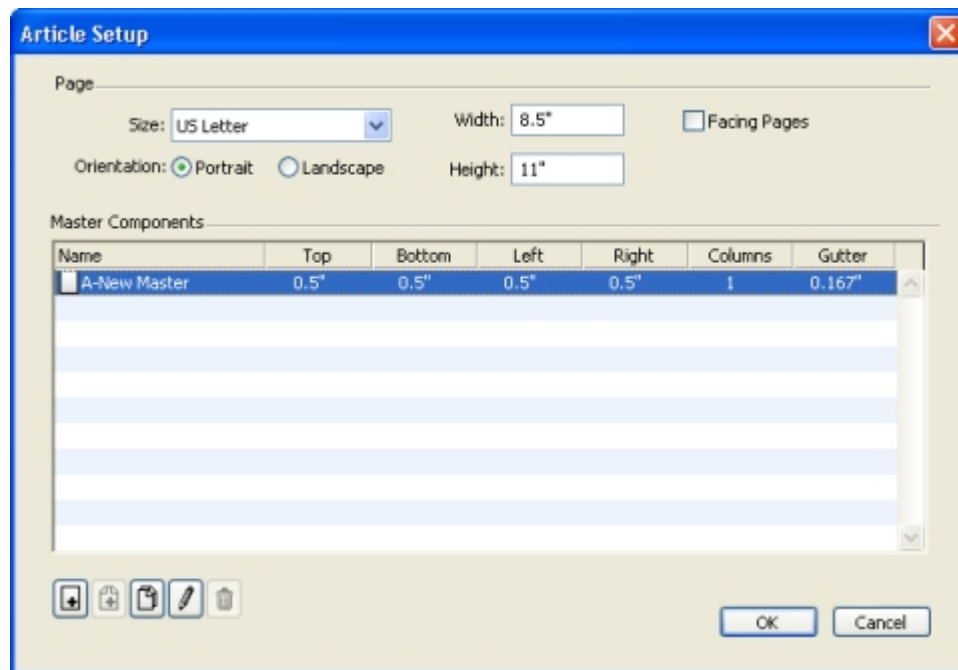 Article Setup
Page
Size: US Letter Width: 8.5" Facing Pages
Orientation: Portrait Landscape Height: 11"
Master Components
Name Top Bottom Left Right Columns Gutter
A-New Master 0.5" 0.5" 0.5" 0.5" 1 0.167"
OK Cancel